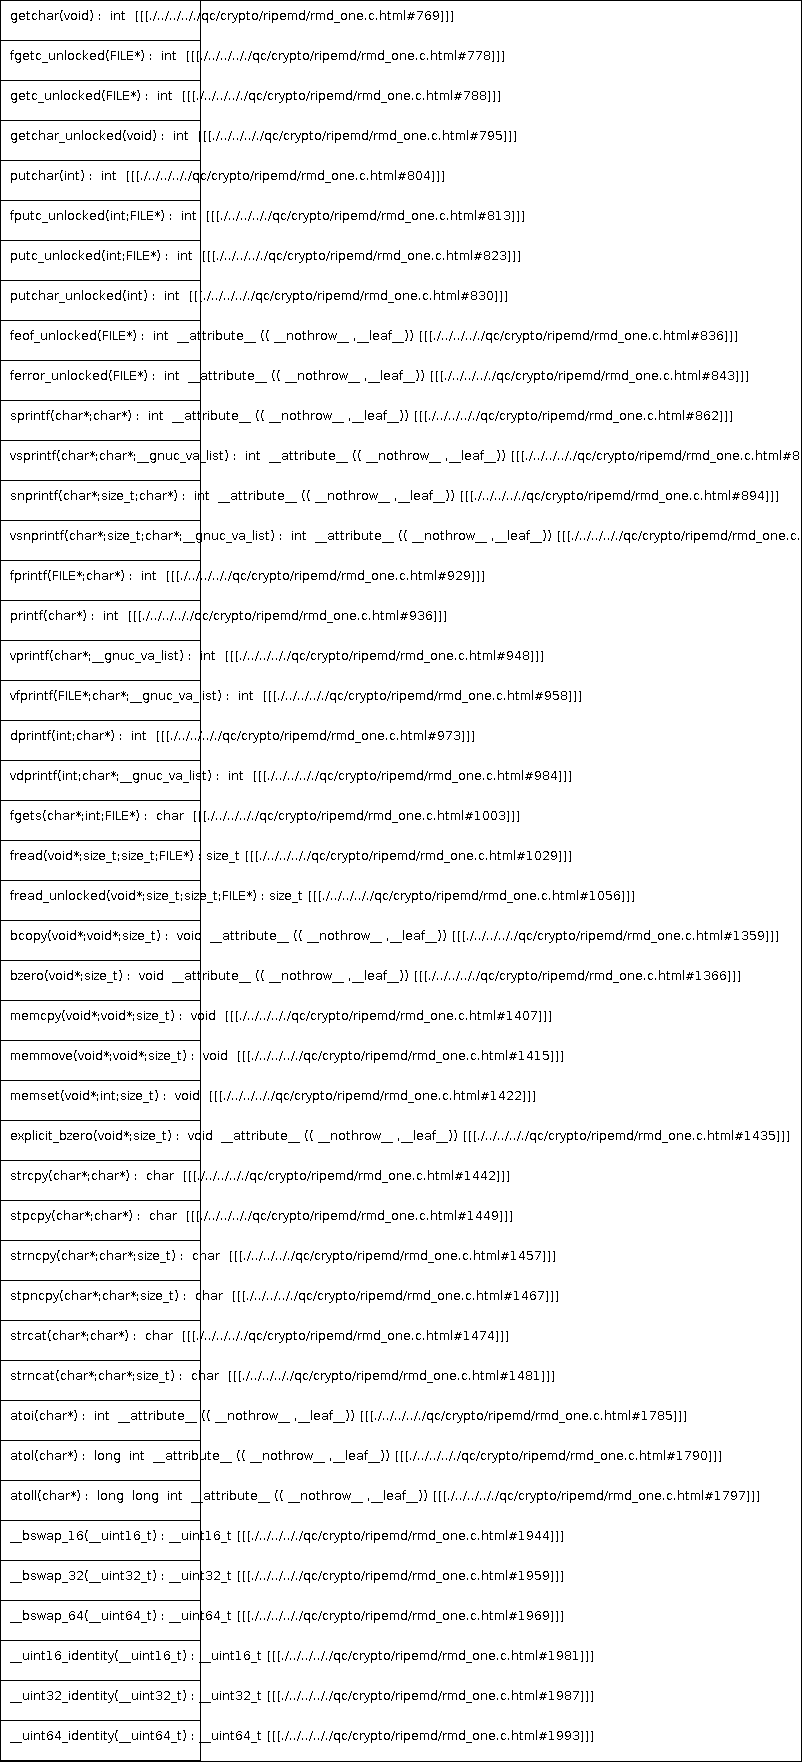 getchar(void) : int [[[./../../../../qc/crypto/ripemd/rmd_one.c.html#769]]]
fgetc_unlocked(FILE*) : int [[[./../../../../qc/crypto/ripemd/rmd_one.c.html#778]]]
getc_unlocked(FILE*) : int [[[./../../../../qc/crypto/ripemd/rmd_one.c.html#788]]]
getchar_unlocked(void) : int [[[./../../../../qc/crypto/ripemd/rmd_one.c.html#795]]]
putchar(int) : int [[[./../../../../qc/crypto/ripemd/rmd_one.c.html#804]]]
fputc_unlocked(int;FILE*) : int [[[./../../../../qc/crypto/ripemd/rmd_one.c.html#813]]]
putc_unlocked(int;FILE*) : int [[[./../../../../qc/crypto/ripemd/rmd_one.c.html#823]]]
putchar_unlocked(int) : int [[[./../../../../qc/crypto/ripemd/rmd_one.c.html#830]]]
feof_unlocked(FILE*) : int __attribute__ (( __nothrow__ ,__leaf__)) [[[./../../../../qc/crypto/ripemd/rmd_one.c.html#836]]]
ferror_unlocked(FILE*) : int __attribute__ (( __nothrow__ ,__leaf__)) [[[./../../../../qc/crypto/ripemd/rmd_one.c.html#843]]]
sprintf(char*;char*) : int __attribute__ (( __nothrow__ ,__leaf__)) [[[./../../../../qc/crypto/ripemd/rmd_one.c.html#862]]]
vsprintf(char*;char*;__gnuc_va_list) : int __attribute__ (( __nothrow__ ,__leaf__)) [[[./../../../../qc/crypto/ripemd/rmd_one.c.html#8
snprintf(char*;size_t;char*) : int __attribute__ (( __nothrow__ ,__leaf__)) [[[./../../../../qc/crypto/ripemd/rmd_one.c.html#894]]]
vsnprintf(char*;size_t;char*;__gnuc_va_list) : int __attribute__ (( __nothrow__ ,__leaf__)) [[[./../../../../qc/crypto/ripemd/rmd_one.c.
fprintf(FILE*;char*) : int [[[./../../../../qc/crypto/ripemd/rmd_one.c.html#929]]]
printf(char*) : int [[[./../../../../qc/crypto/ripemd/rmd_one.c.html#936]]]
vprintf(char*;__gnuc_va_list) : int [[[./../../../../qc/crypto/ripemd/rmd_one.c.html#948]]]
vfprintf(FILE*;char*;__gnuc_va_list) : int [[[./../../../../qc/crypto/ripemd/rmd_one.c.html#958]]]
dprintf(int;char*) : int [[[./../../../../qc/crypto/ripemd/rmd_one.c.html#973]]]
vdprintf(int;char*;__gnuc_va_list) : int [[[./../../../../qc/crypto/ripemd/rmd_one.c.html#984]]]
fgets(char*;int;FILE*) : char [[[./../../../../qc/crypto/ripemd/rmd_one.c.html#1003]]]
fread(void*;size_t;size_t;FILE*) : size_t [[[./../../../../qc/crypto/ripemd/rmd_one.c.html#1029]]]
fread_unlocked(void*;size_t;size_t;FILE*) : size_t [[[./../../../../qc/crypto/ripemd/rmd_one.c.html#1056]]]
bcopy(void*;void*;size_t) : void __attribute__ (( __nothrow__ ,__leaf__)) [[[./../../../../qc/crypto/ripemd/rmd_one.c.html#1359]]]
bzero(void*;size_t) : void __attribute__ (( __nothrow__ ,__leaf__)) [[[./../../../../qc/crypto/ripemd/rmd_one.c.html#1366]]]
memcpy(void*;void*;size_t) : void [[[./../../../../qc/crypto/ripemd/rmd_one.c.html#1407]]]
memmove(void*;void*;size_t) : void [[[./../../../../qc/crypto/ripemd/rmd_one.c.html#1415]]]
memset(void*;int;size_t) : void [[[./../../../../qc/crypto/ripemd/rmd_one.c.html#1422]]]
explicit_bzero(void*;size_t) : void __attribute__ (( __nothrow__ ,__leaf__)) [[[./../../../../qc/crypto/ripemd/rmd_one.c.html#1435]]]
strcpy(char*;char*) : char [[[./../../../../qc/crypto/ripemd/rmd_one.c.html#1442]]]
stpcpy(char*;char*) : char [[[./../../../../qc/crypto/ripemd/rmd_one.c.html#1449]]]
strncpy(char*;char*;size_t) : char [[[./../../../../qc/crypto/ripemd/rmd_one.c.html#1457]]]
stpncpy(char*;char*;size_t) : char [[[./../../../../qc/crypto/ripemd/rmd_one.c.html#1467]]]
strcat(char*;char*) : char [[[./../../../../qc/crypto/ripemd/rmd_one.c.html#1474]]]
strncat(char*;char*;size_t) : char [[[./../../../../qc/crypto/ripemd/rmd_one.c.html#1481]]]
atoi(char*) : int __attribute__ (( __nothrow__ ,__leaf__)) [[[./../../../../qc/crypto/ripemd/rmd_one.c.html#1785]]]
atol(char*) : long int __attribute__ (( __nothrow__ ,__leaf__)) [[[./../../../../qc/crypto/ripemd/rmd_one.c.html#1790]]]
atoll(char*) : long long int __attribute__ (( __nothrow__ ,__leaf__)) [[[./../../../../qc/crypto/ripemd/rmd_one.c.html#1797]]]
__bswap_16(__uint16_t) : __uint16_t [[[./../../../../qc/crypto/ripemd/rmd_one.c.html#1944]]]
__bswap_32(__uint32_t) : __uint32_t [[[./../../../../qc/crypto/ripemd/rmd_one.c.html#1959]]]
__bswap_64(__uint64_t) : __uint64_t [[[./../../../../qc/crypto/ripemd/rmd_one.c.html#1969]]]
__uint16_identity(__uint16_t) : __uint16_t [[[./../../../../qc/crypto/ripemd/rmd_one.c.html#1981]]]
__uint32_identity(__uint32_t) : __uint32_t [[[./../../../../qc/crypto/ripemd/rmd_one.c.html#1987]]]
__uint64_identity(__uint64_t) : __uint64_t [[[./../../../../qc/crypto/ripemd/rmd_one.c.html#1993]]]